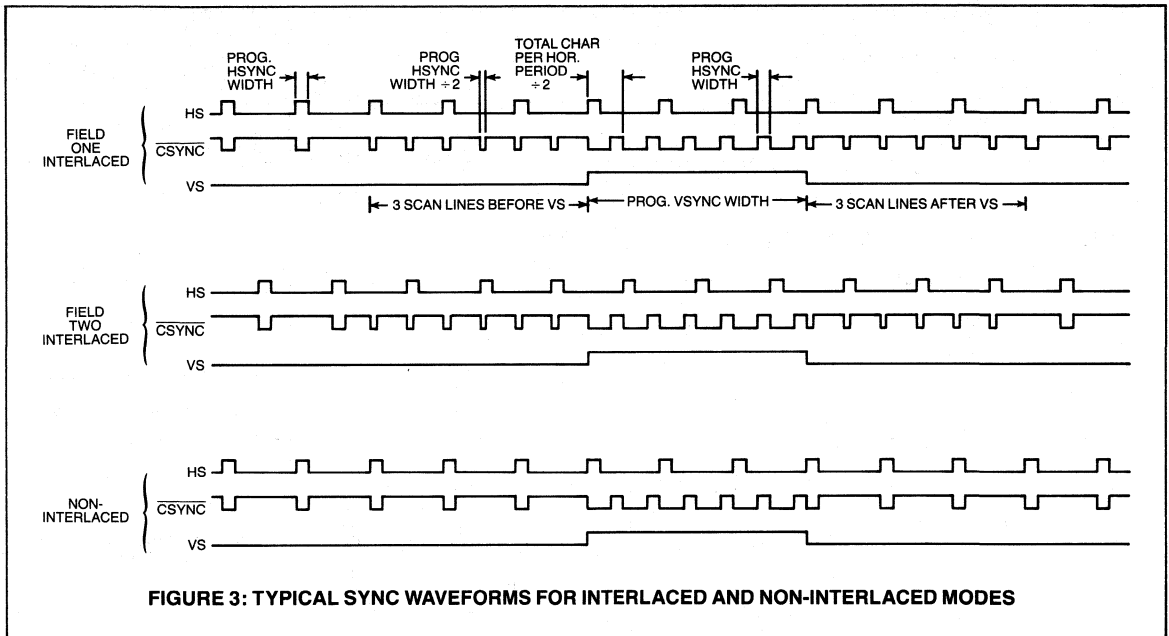 PROG.
HSYNC
WIDTH
PROG
HSYNC
WIDTH ÷2
TOTAL CHAR
PER HOR.
PERIOD
÷2
PROG
HSYNC
WIDTH
FIELD
ONE
INTERLACED
HS
CSYNC
VS
3 SCAN LINES BEFORE VS
PROG. VSYNC WIDTH
3 SCAN LINES AFTER VS
FIELD
TWO
INTERLACED
HS
CSYNC
VS
NON-
INTERLACED
HS
CSYNC
VS
FIGURE 3: TYPICAL SYNC WAVEFORMS FOR INTERLACED AND NON-INTERLACED MODES